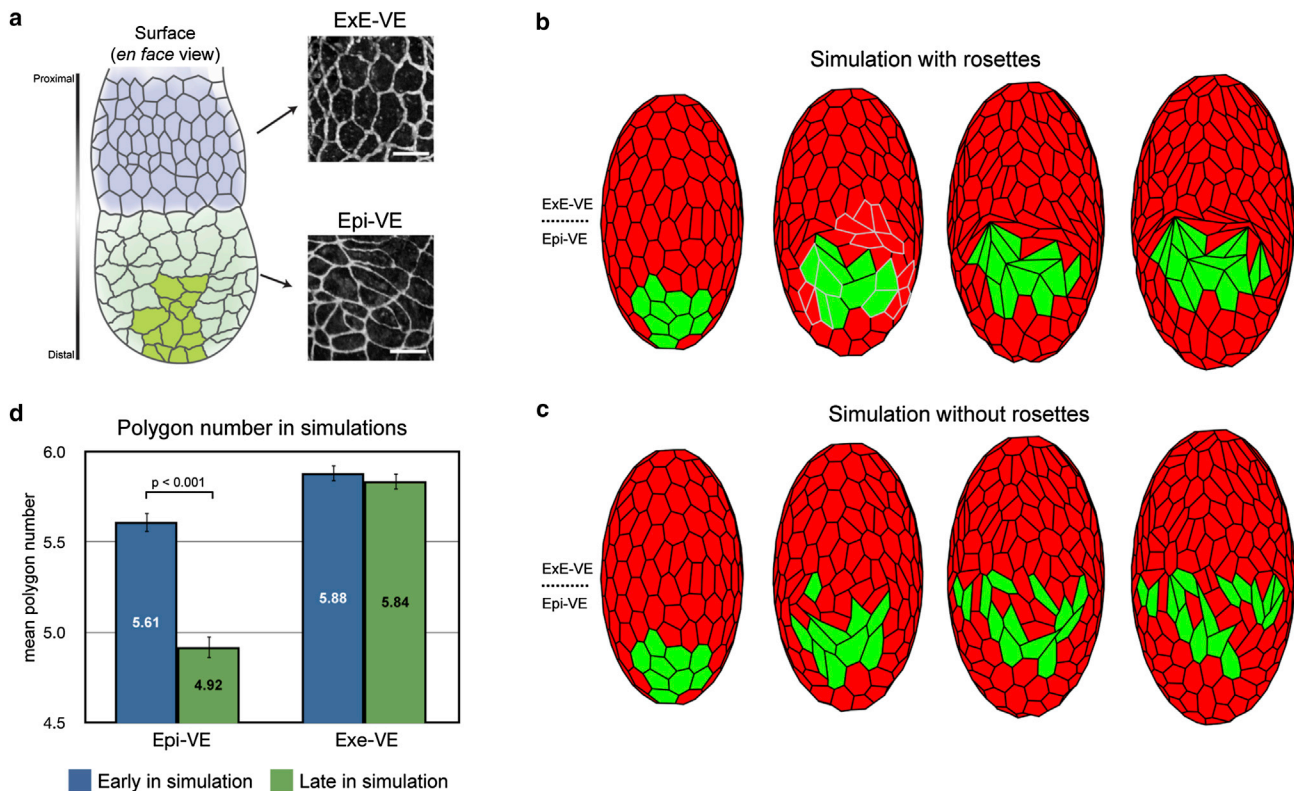 a
Surface
(en face view)
Proximal
Distal
ExE-VE
Epi-VE
b
Simulation with rosettes
ExE-VE
Epi-VE
c
Simulation without rosettes
ExE-VE
Epi-VE
d
Polygon number in simulations
mean polygon number
6.0
5.5
5.0
4.5
p < 0.001
5.61
4.92
5.88
5.84
Epi-VE
Exe-VE
Early in simulation
Late in simulation